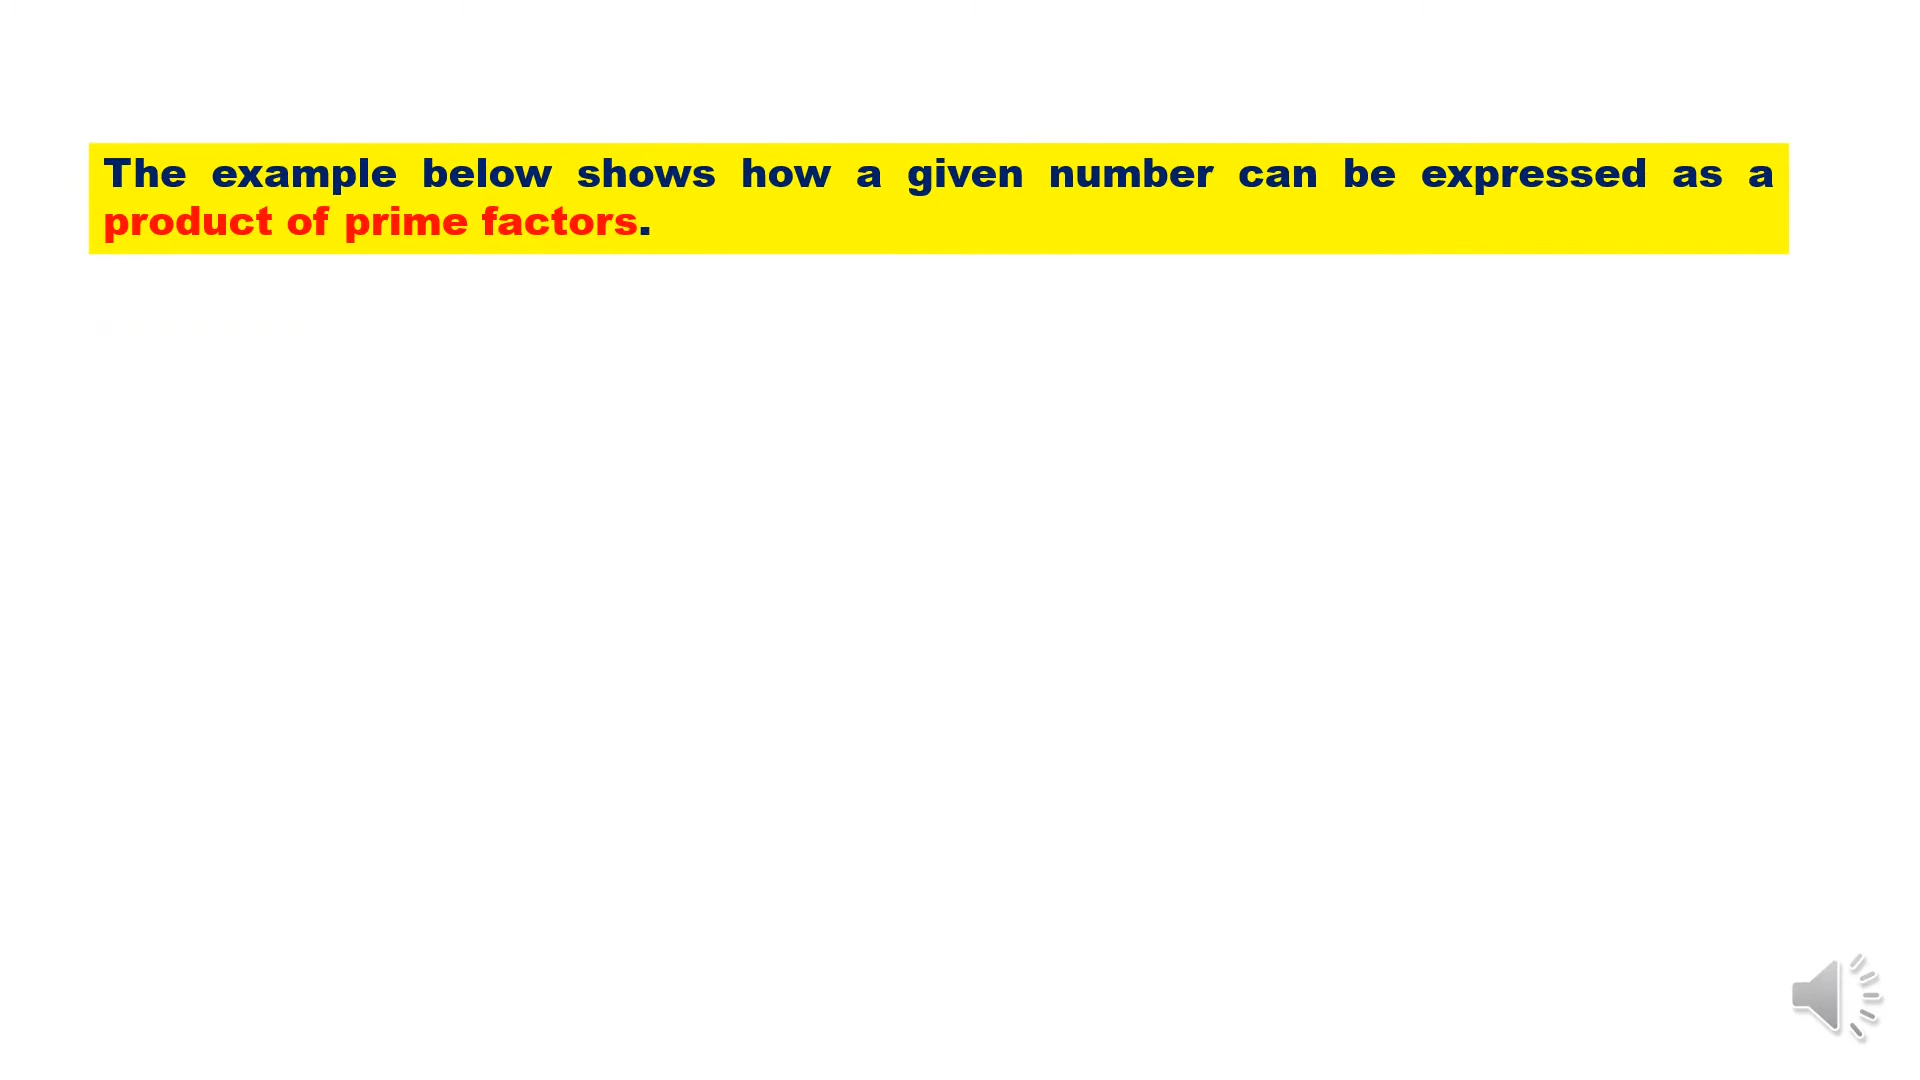 The example below shows how a given number can be expressed as a
product of prime factors.